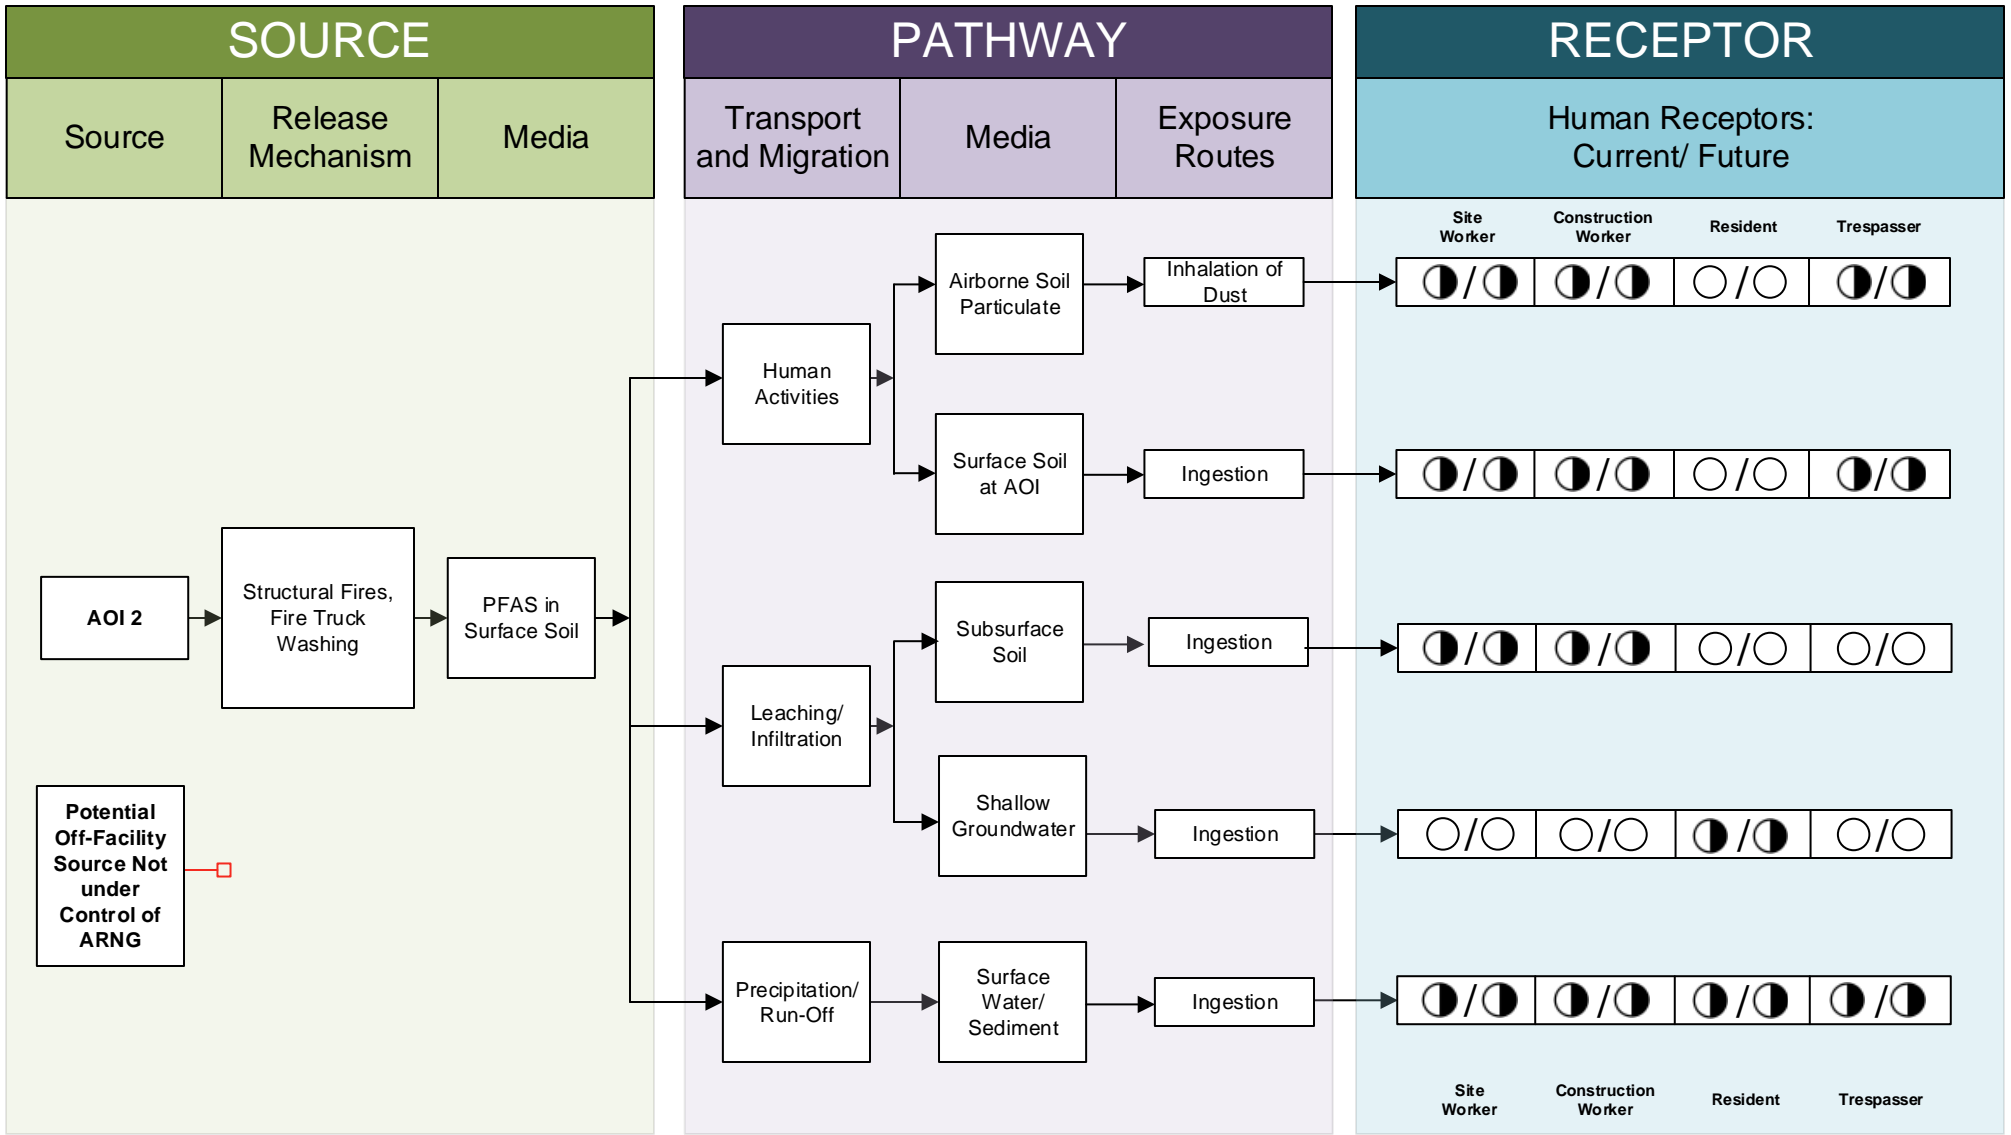 SOURCE
PATHWAY
RECEPTOR
Source
Release
Mechanism
Media
Transport
and Migration
Media
Exposure
Routes
Human Receptors:
Current/ Future
Site
Worker
Construction
Worker
Resident
Trespasser
Airborne Soil
Particulate
Inhalation of
Dust
/
/
/
/
Human
Activities
Surface Soil
at AOI
Ingestion
/
/
/
/
AOI 2
Structural Fires,
Fire Truck
Washing
PFAS in
Surface Soil
Subsurface
Soil
Ingestion
/
/
/
/
Leaching/
Infiltration
Shallow
Groundwater
Ingestion
/
/
/
/
Potential
Off-Facility
Source Not
under
Control of
ARNG
Precipitation/
Run-Off
Surface
Water/
Sediment
Ingestion
/
/
/
/
Site
Worker
Construction
Worker
Resident
Trespasser